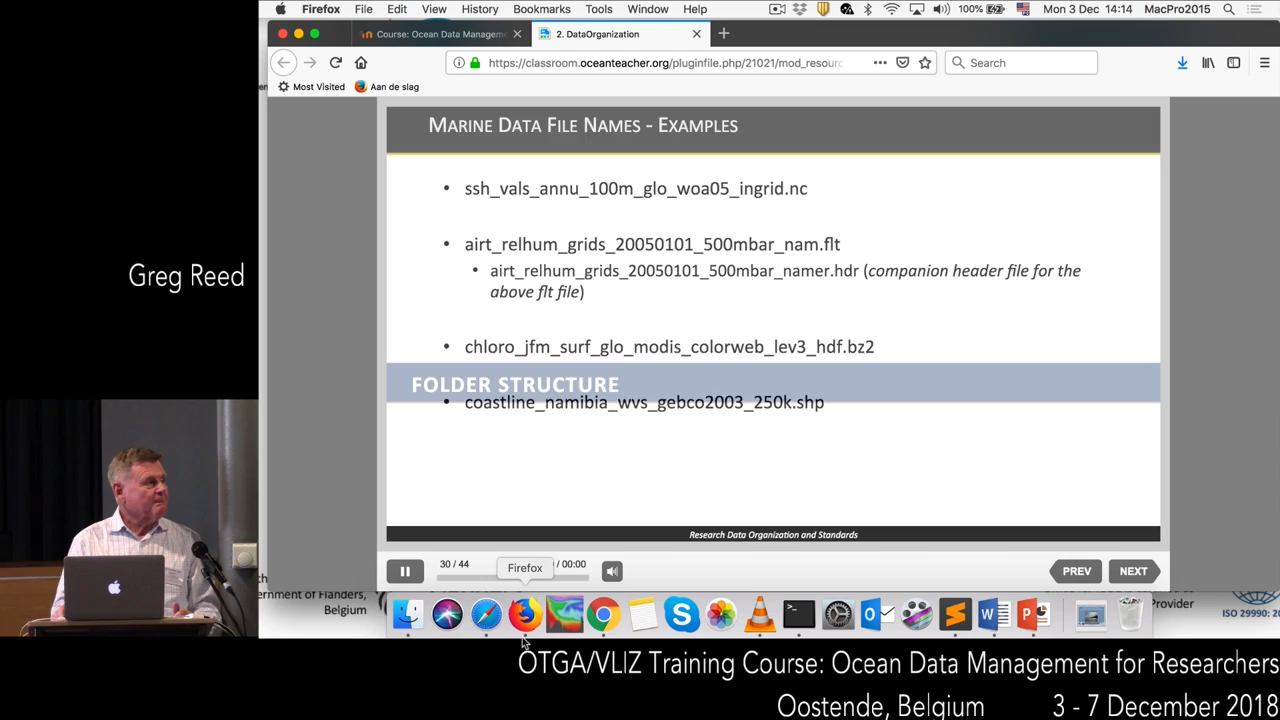 Firefox File Edit View History Bookmarks Tools Window Help 100% Mon 3 Dec 14:14 MacPro2015
Course: Ocean Data Managem
2. DataOrganization
https://classroom.oceanteacher.org/pluginfile.php/21021/mod_resourc
Search
Most Visited Aan de slag
MARINE DATA FILE NAMES - EXAMPLES
• ssh_vals_annu_100m_glo_woa05_ingrid.nc
• airt_relhum_grids_20050101_500mbar_nam.flt
• airt_relhum_grids_20050101_500mbar_namer.hdr (companion header file for the
above flt file)
• chloro_jfm_surf_glo_modis_colorweb_lev3_hdf.bz2
FOLDER STRUCTURE
• coastline_namibia_wvs_gebco2003_250k.shp
Research Data Organization and Standards
30 / 44
Firefox
/ 00:00
PREV
NEXT
Greg Reed
ernment of Flanders,
Belgium
Provider
ISO 29990:
OTGA/VLIZ Training Course: Ocean Data Management for Researchers
Oostende, Belgium 3 - 7 December 2018